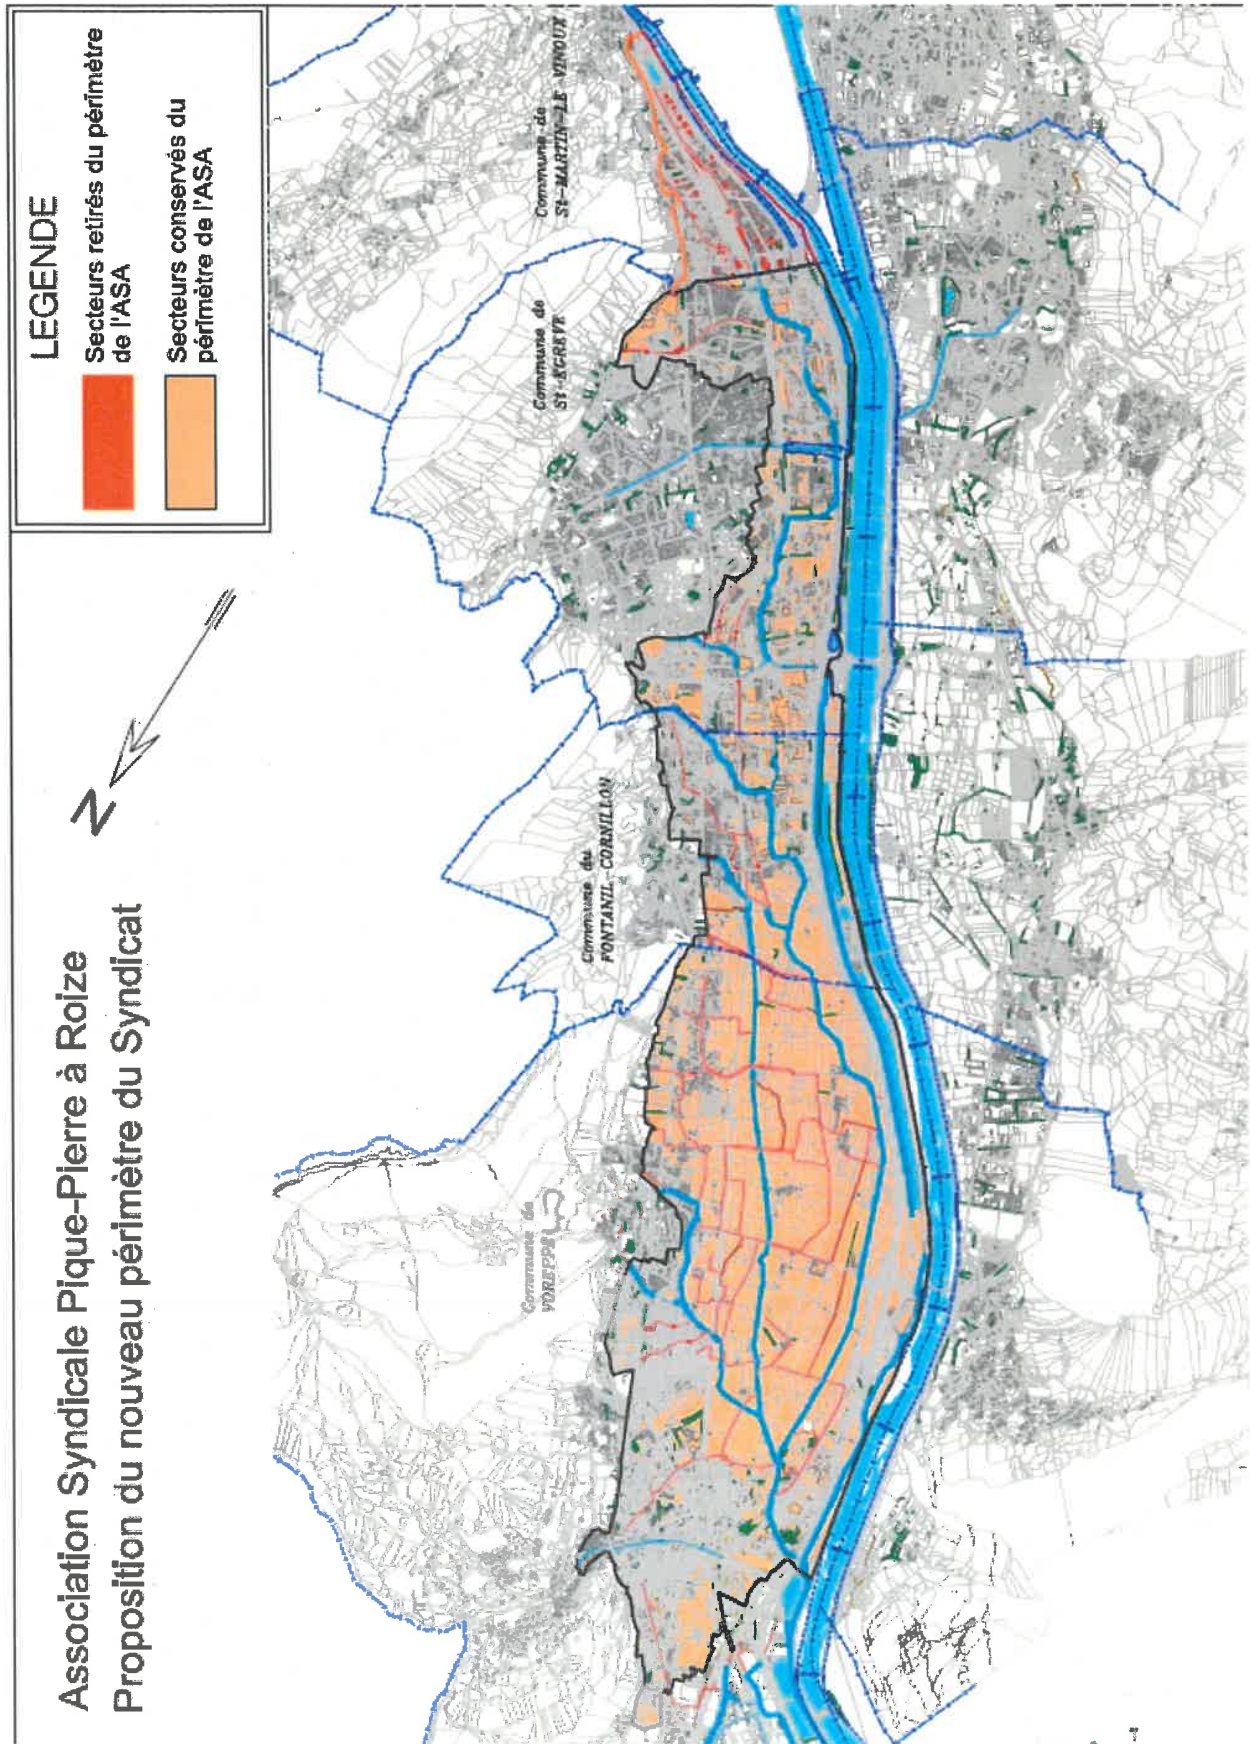 Association Syndicale Pique-Pierre à Roize
Proposition du nouveau périmètre du Syndicat
N
LEGENDE
Secteurs retirés du périmètre
de l'ASA
Secteurs conservés du
périmètre de l'ASA
Commune de
VOREPPE
Commune du
FONTANIL-CORNILLON
Commune de
St-EGREVE
Commune de
St-MARTIN-LE-VINOUX
7